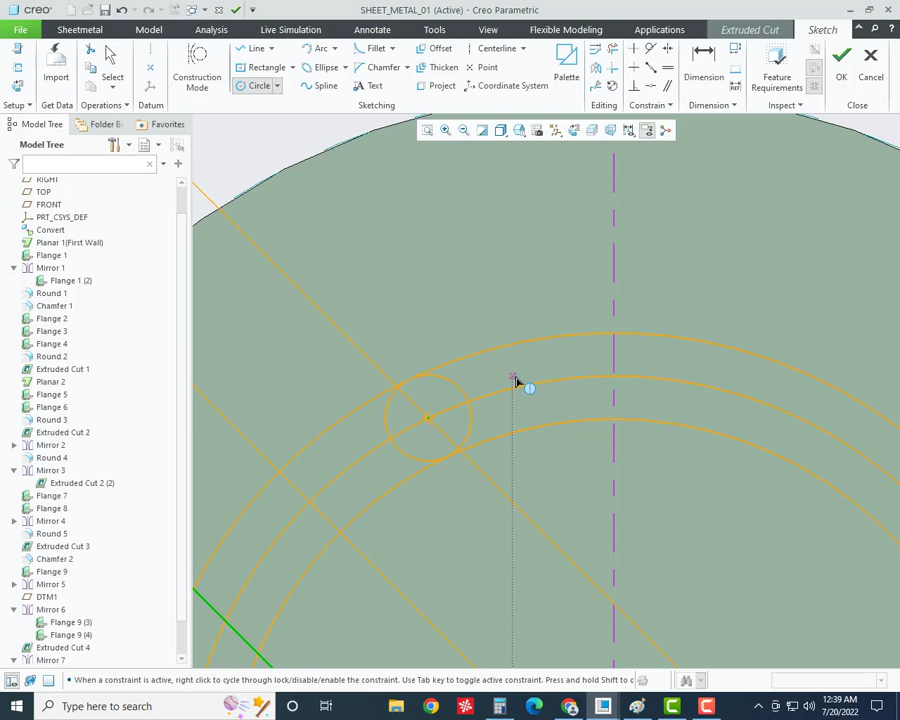 creo
SHEET_METAL_01 (Active) - Creo Parametric
File Sheetmetal Model Analysis Live Simulation Annotate Tools View Flexible Modeling Applications Extruded Cut Sketch
Line Arc Fillet Offset Centerline
Import Select Construction Mode Rectangle Ellipse Chamfer Thicken Point Palette Dimension Feature Requirements OK Cancel
Circle Spline Text Project Coordinate System
Setup Get Data Operations Datum Sketching Editing Constrain Dimension Inspect Close
Model Tree Folder B Favorites
Model Tree
RIGHT
TOP
FRONT
PRT_CSYS_DEF
Convert
Planar 1(First Wall)
Flange 1
Mirror 1
Flange 1 (2)
Round 1
Chamfer 1
Flange 2
Flange 3
Flange 4
Round 2
Extruded Cut 1
Planar 2
Flange 5
Flange 6
Round 3
Extruded Cut 2
Mirror 2
Round 4
Mirror 3
Extruded Cut 2 (2)
Flange 7
Flange 8
Mirror 4
Round 5
Extruded Cut 3
Chamfer 2
Flange 9
Mirror 5
DTM1
Mirror 6
Flange 9 (3)
Flange 9 (4)
Extruded Cut 4
Mirror 7
• When a constraint is active, right click to cycle through lock/disable/enable the constraint. Use Tab key to toggle active constraint. Press and hold Shift to
Type here to search
12:39 AM
7/20/2022